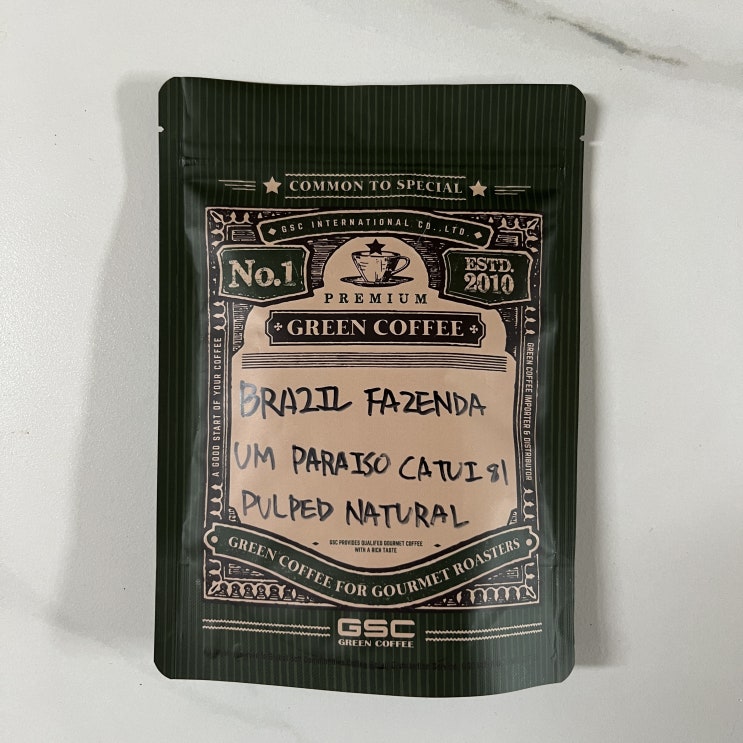 COMMON TO SPECIAL
GSC INTERNATIONAL CO.,LTD.
No.1
ESTD.
2010
PREMIUM
GREEN COFFEE
A GOOD START OF YOUR COFFEE
GREEN COFFEE IMPORTER & DISTRIBUTOR
BRAZIL FAZENDA
UM PARAISO CATUI 81
PULPED NATURAL
GSC PROVIDES QUALIFED GOURMET COFFEE
WITH A RICH TASTE
GREEN COFFEE FOR GOURMET ROASTERS
GSC
GREEN COFFEE